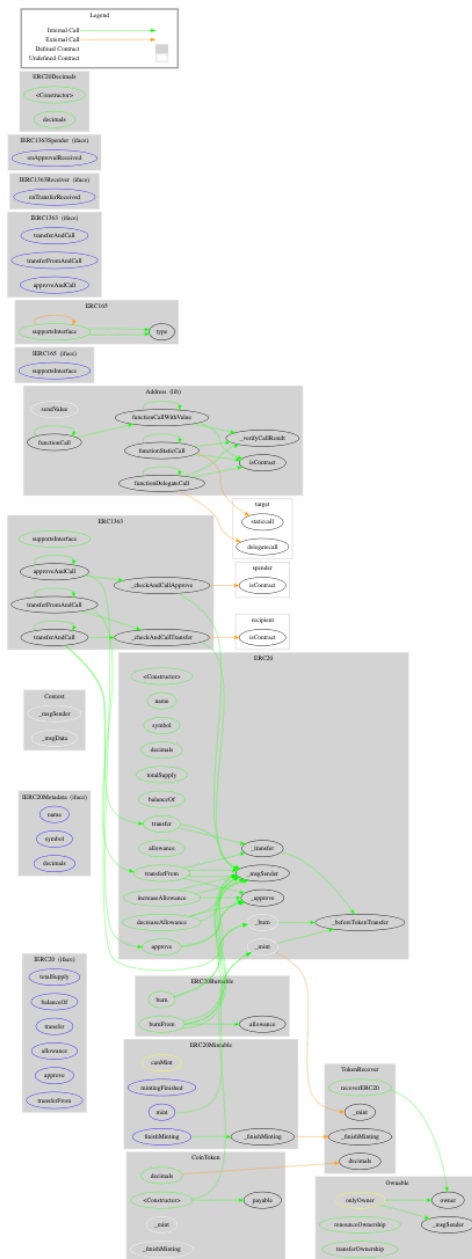 Legend
Internal Call
External Call
Defined Contract
Undefined Contract
ERC20Decimals
<Constructor>
decimals
IERC1363Spender (iface)
onApprovalReceived
IERC1363Receiver (iface)
onTransferReceived
IERC1363 (iface)
transferAndCall
transferFromAndCall
approveAndCall
ERC165
supportsInterface
type
IERC165 (iface)
supportsInterface
Address (lib)
sendValue
functionCallWithValue
functionCall
_verifyCallResult
functionStaticCall
isContract
functionDelegateCall
target
staticcall
delegatecall
ERC1363
supportsInterface
approveAndCall
_checkAndCallApprove
transferFromAndCall
transferAndCall
_checkAndCallTransfer
spender
isContract
recipient
isContract
ERC20
<Constructor>
name
symbol
decimals
totalSupply
balanceOf
transfer
allowance
_transfer
transferFrom
_msgSender
increaseAllowance
_approve
decreaseAllowance
_burn
_beforeTokenTransfer
approve
_mint
Context
_msgSender
_msgData
IERC20Metadata (iface)
name
symbol
decimals
IERC20 (iface)
totalSupply
balanceOf
transfer
allowance
approve
transferFrom
ERC20Burnable
burn
burnFrom
allowance
ERC20Mintable
canMint
mintingFinished
mint
finishMinting
_finishMinting
TokenRecover
recoverERC20
_mint
_finishMinting
decimals
CoinToken
decimals
<Constructor>
payable
_mint
_finishMinting
Ownable
onlyOwner
owner
_msgSender
renounceOwnership
transferOwnership